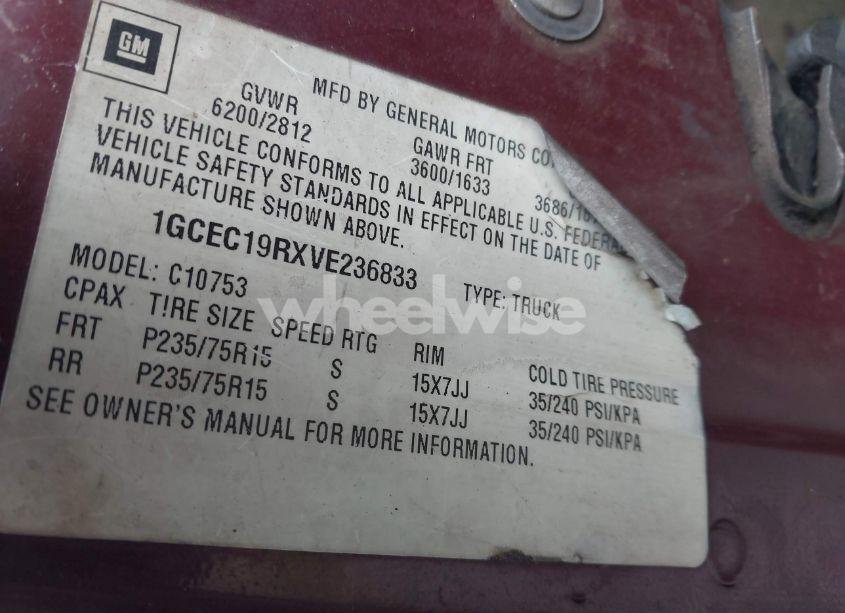 GM
MFD BY GENERAL MOTORS
GVWR GAWR FRT
6200/2812 3600/1633 3686/
THIS VEHICLE CONFORMS TO ALL APPLICABLE U.S. FEDERAL
VEHICLE SAFETY STANDARDS IN EFFECT ON THE DATE OF
MANUFACTURE SHOWN ABOVE.
1GCEC19RXVE236833 TYPE: TRUCK
MODEL: C10753
CPAX TIRE SIZE SPEED RTG RIM COLD TIRE PRESSURE
FRT P235/75R15 S 15X7JJ 35/240 PSI/KPA
RR P235/75R15 S 15X7JJ 35/240 PSI/KPA
SEE OWNER'S MANUAL FOR MORE INFORMATION.
wheelwise